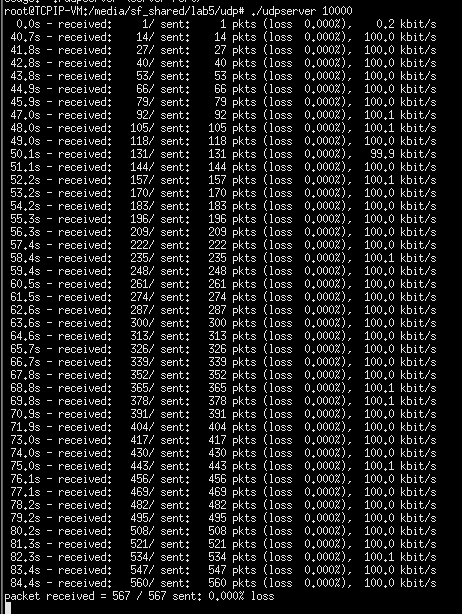 root@TCPIP-VM:/media/sf_shared/lab5/udp# ./udpserver 10000
0.0s - received: 1/ sent: 1 pkts (loss 0.000%), 0.2 kbit/s
40.7s - received: 14/ sent: 14 pkts (loss 0.000%), 100.0 kbit/s
41.8s - received: 27/ sent: 27 pkts (loss 0.000%), 100.0 kbit/s
42.8s - received: 40/ sent: 40 pkts (loss 0.000%), 100.0 kbit/s
43.8s - received: 53/ sent: 53 pkts (loss 0.000%), 100.0 kbit/s
44.9s - received: 66/ sent: 66 pkts (loss 0.000%), 100.0 kbit/s
45.9s - received: 79/ sent: 79 pkts (loss 0.000%), 100.0 kbit/s
47.0s - received: 92/ sent: 92 pkts (loss 0.000%), 100.1 kbit/s
48.0s - received: 105/ sent: 105 pkts (loss 0.000%), 100.1 kbit/s
49.0s - received: 118/ sent: 118 pkts (loss 0.000%), 100.0 kbit/s
50.1s - received: 131/ sent: 131 pkts (loss 0.000%), 99.9 kbit/s
51.1s - received: 144/ sent: 144 pkts (loss 0.000%), 100.0 kbit/s
52.2s - received: 157/ sent: 157 pkts (loss 0.000%), 100.1 kbit/s
53.2s - received: 170/ sent: 170 pkts (loss 0.000%), 100.0 kbit/s
54.2s - received: 183/ sent: 183 pkts (loss 0.000%), 100.0 kbit/s
55.3s - received: 196/ sent: 196 pkts (loss 0.000%), 100.0 kbit/s
56.3s - received: 209/ sent: 209 pkts (loss 0.000%), 100.0 kbit/s
57.4s - received: 222/ sent: 222 pkts (loss 0.000%), 100.0 kbit/s
58.4s - received: 235/ sent: 235 pkts (loss 0.000%), 100.1 kbit/s
59.4s - received: 248/ sent: 248 pkts (loss 0.000%), 100.0 kbit/s
60.5s - received: 261/ sent: 261 pkts (loss 0.000%), 100.0 kbit/s
61.5s - received: 274/ sent: 274 pkts (loss 0.000%), 100.0 kbit/s
62.6s - received: 287/ sent: 287 pkts (loss 0.000%), 100.0 kbit/s
63.6s - received: 300/ sent: 300 pkts (loss 0.000%), 100.0 kbit/s
64.6s - received: 313/ sent: 313 pkts (loss 0.000%), 100.0 kbit/s
65.7s - received: 326/ sent: 326 pkts (loss 0.000%), 100.0 kbit/s
66.7s - received: 339/ sent: 339 pkts (loss 0.000%), 100.0 kbit/s
67.8s - received: 352/ sent: 352 pkts (loss 0.000%), 100.0 kbit/s
68.8s - received: 365/ sent: 365 pkts (loss 0.000%), 100.1 kbit/s
69.8s - received: 378/ sent: 378 pkts (loss 0.000%), 100.1 kbit/s
70.9s - received: 391/ sent: 391 pkts (loss 0.000%), 100.0 kbit/s
71.9s - received: 404/ sent: 404 pkts (loss 0.000%), 100.0 kbit/s
73.0s - received: 417/ sent: 417 pkts (loss 0.000%), 100.0 kbit/s
74.0s - received: 430/ sent: 430 pkts (loss 0.000%), 100.0 kbit/s
75.0s - received: 443/ sent: 443 pkts (loss 0.000%), 100.1 kbit/s
76.1s - received: 456/ sent: 456 pkts (loss 0.000%), 100.0 kbit/s
77.1s - received: 469/ sent: 469 pkts (loss 0.000%), 100.0 kbit/s
78.2s - received: 482/ sent: 482 pkts (loss 0.000%), 100.0 kbit/s
79.2s - received: 495/ sent: 495 pkts (loss 0.000%), 100.0 kbit/s
80.2s - received: 508/ sent: 508 pkts (loss 0.000%), 100.0 kbit/s
81.3s - received: 521/ sent: 521 pkts (loss 0.000%), 100.0 kbit/s
82.3s - received: 534/ sent: 534 pkts (loss 0.000%), 100.1 kbit/s
83.4s - received: 547/ sent: 547 pkts (loss 0.000%), 100.0 kbit/s
84.4s - received: 560/ sent: 560 pkts (loss 0.000%), 100.0 kbit/s
packet received = 567 / 567 sent: 0.000% loss